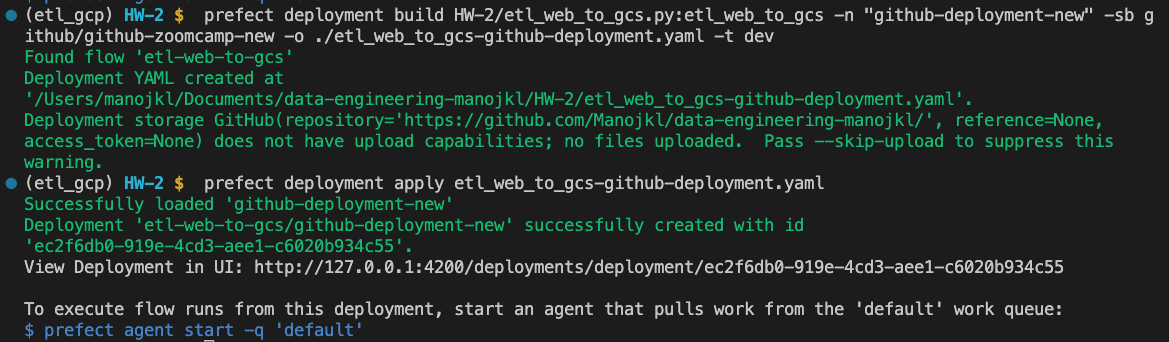 (etl_gcp) HW-2 $  prefect deployment build HW-2/etl_web_to_gcs.py:etl_web_to_gcs -n "github-deployment-new" -sb g
ithub/github-zoomcamp-new -o ./etl_web_to_gcs-github-deployment.yaml -t dev
Found flow 'etl-web-to-gcs'
Deployment YAML created at
'/Users/manojkl/Documents/data-engineering-manojkl/HW-2/etl_web_to_gcs-github-deployment.yaml'.
Deployment storage GitHub(repository='https://github.com/Manojkl/data-engineering-manojkl/', reference=None,
access_token=None) does not have upload capabilities; no files uploaded.  Pass --skip-upload to suppress this
warning.
(etl_gcp) HW-2 $  prefect deployment apply etl_web_to_gcs-github-deployment.yaml
Successfully loaded 'github-deployment-new'
Deployment 'etl-web-to-gcs/github-deployment-new' successfully created with id
'ec2f6db0-919e-4cd3-aee1-c6020b934c55'.
View Deployment in UI: http://127.0.0.1:4200/deployments/deployment/ec2f6db0-919e-4cd3-aee1-c6020b934c55
To execute flow runs from this deployment, start an agent that pulls work from the 'default' work queue:
$ prefect agent start -q 'default'